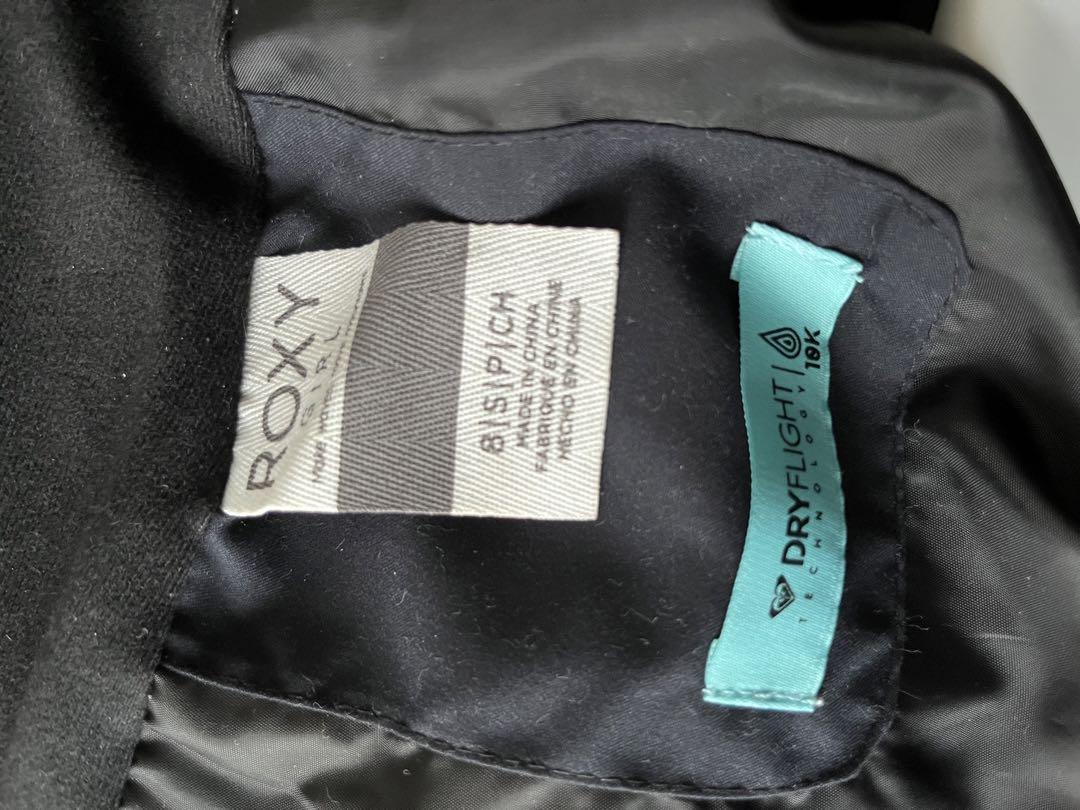 ROXY
GIRL
8|S|P|CH
MADE IN CHINA
FABRIQUÉ EN CHINE
HECHO EN CHINA
DRYFLIGHT
TECHNOLOGY
10K